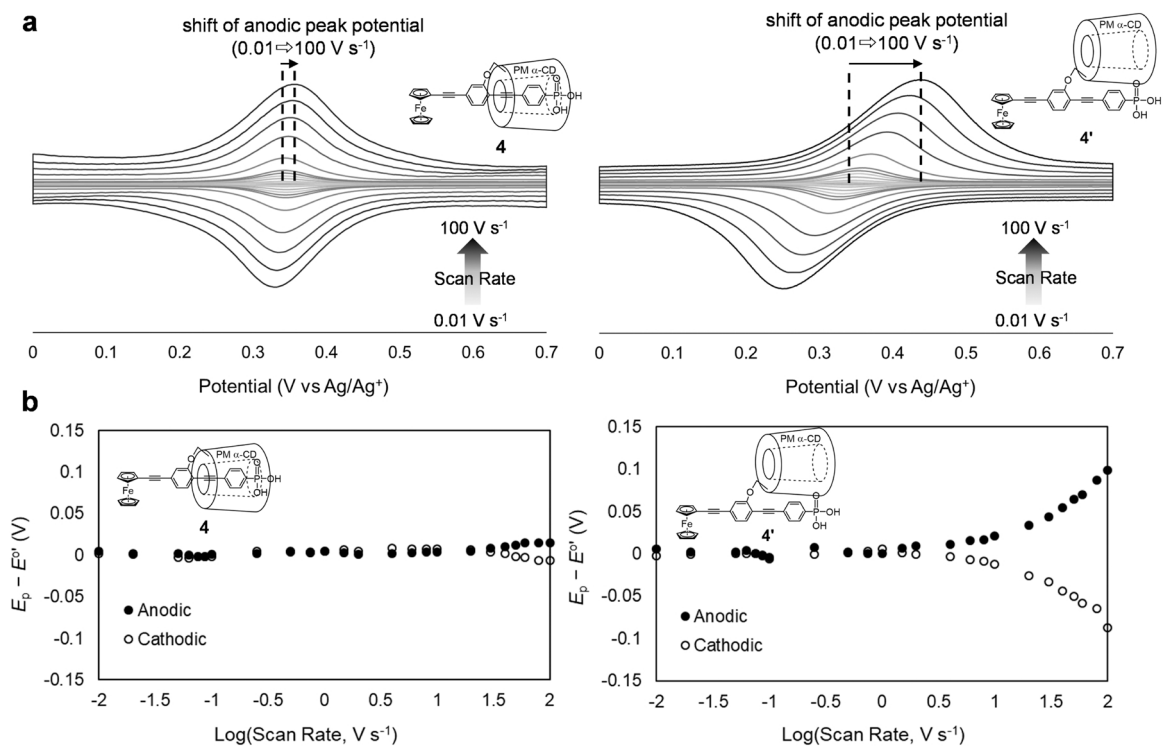 a
shift of anodic peak potential
(0.01⇨100 V s⁻¹)
PM α-CD
O
O
P
OH
OH
Fe
4
100 V s⁻¹
Scan Rate
0.01 V s⁻¹
0 0.1 0.2 0.3 0.4 0.5 0.6 0.7
Potential (V vs Ag/Ag⁺)
shift of anodic peak potential
(0.01⇨100 V s⁻¹)
PM α-CD
O
O
P
OH
OH
Fe
4'
100 V s⁻¹
Scan Rate
0.01 V s⁻¹
0 0.1 0.2 0.3 0.4 0.5 0.6 0.7
Potential (V vs Ag/Ag⁺)
b
0.15
0.1
0.05
0
-0.05
-0.1
-0.15
Eₚ − E°' (V)
PM α-CD
O
O
P
OH
OH
Fe
4
Anodic
Cathodic
-2 -1.5 -1 -0.5 0 0.5 1 1.5 2
Log(Scan Rate, V s⁻¹)
0.15
0.1
0.05
0
-0.05
-0.1
-0.15
Eₚ − E°' (V)
PM α-CD
O
O
P
OH
OH
Fe
4'
Anodic
Cathodic
-2 -1.5 -1 -0.5 0 0.5 1 1.5 2
Log(Scan Rate, V s⁻¹)